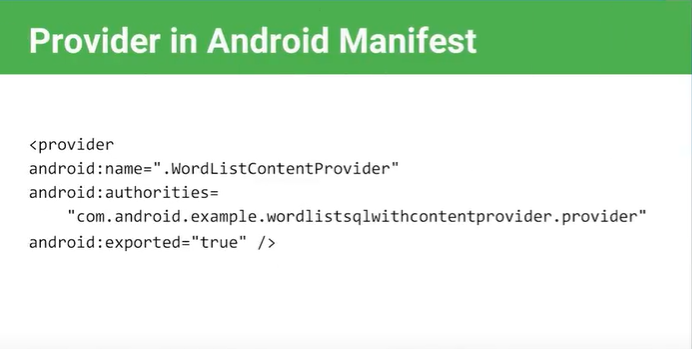 Provider in Android Manifest
<provider
android:name=".WordListContentProvider"
android:authorities=
"com.android.example.wordlistsqlwithcontentprovider.provider"
android:exported="true" />